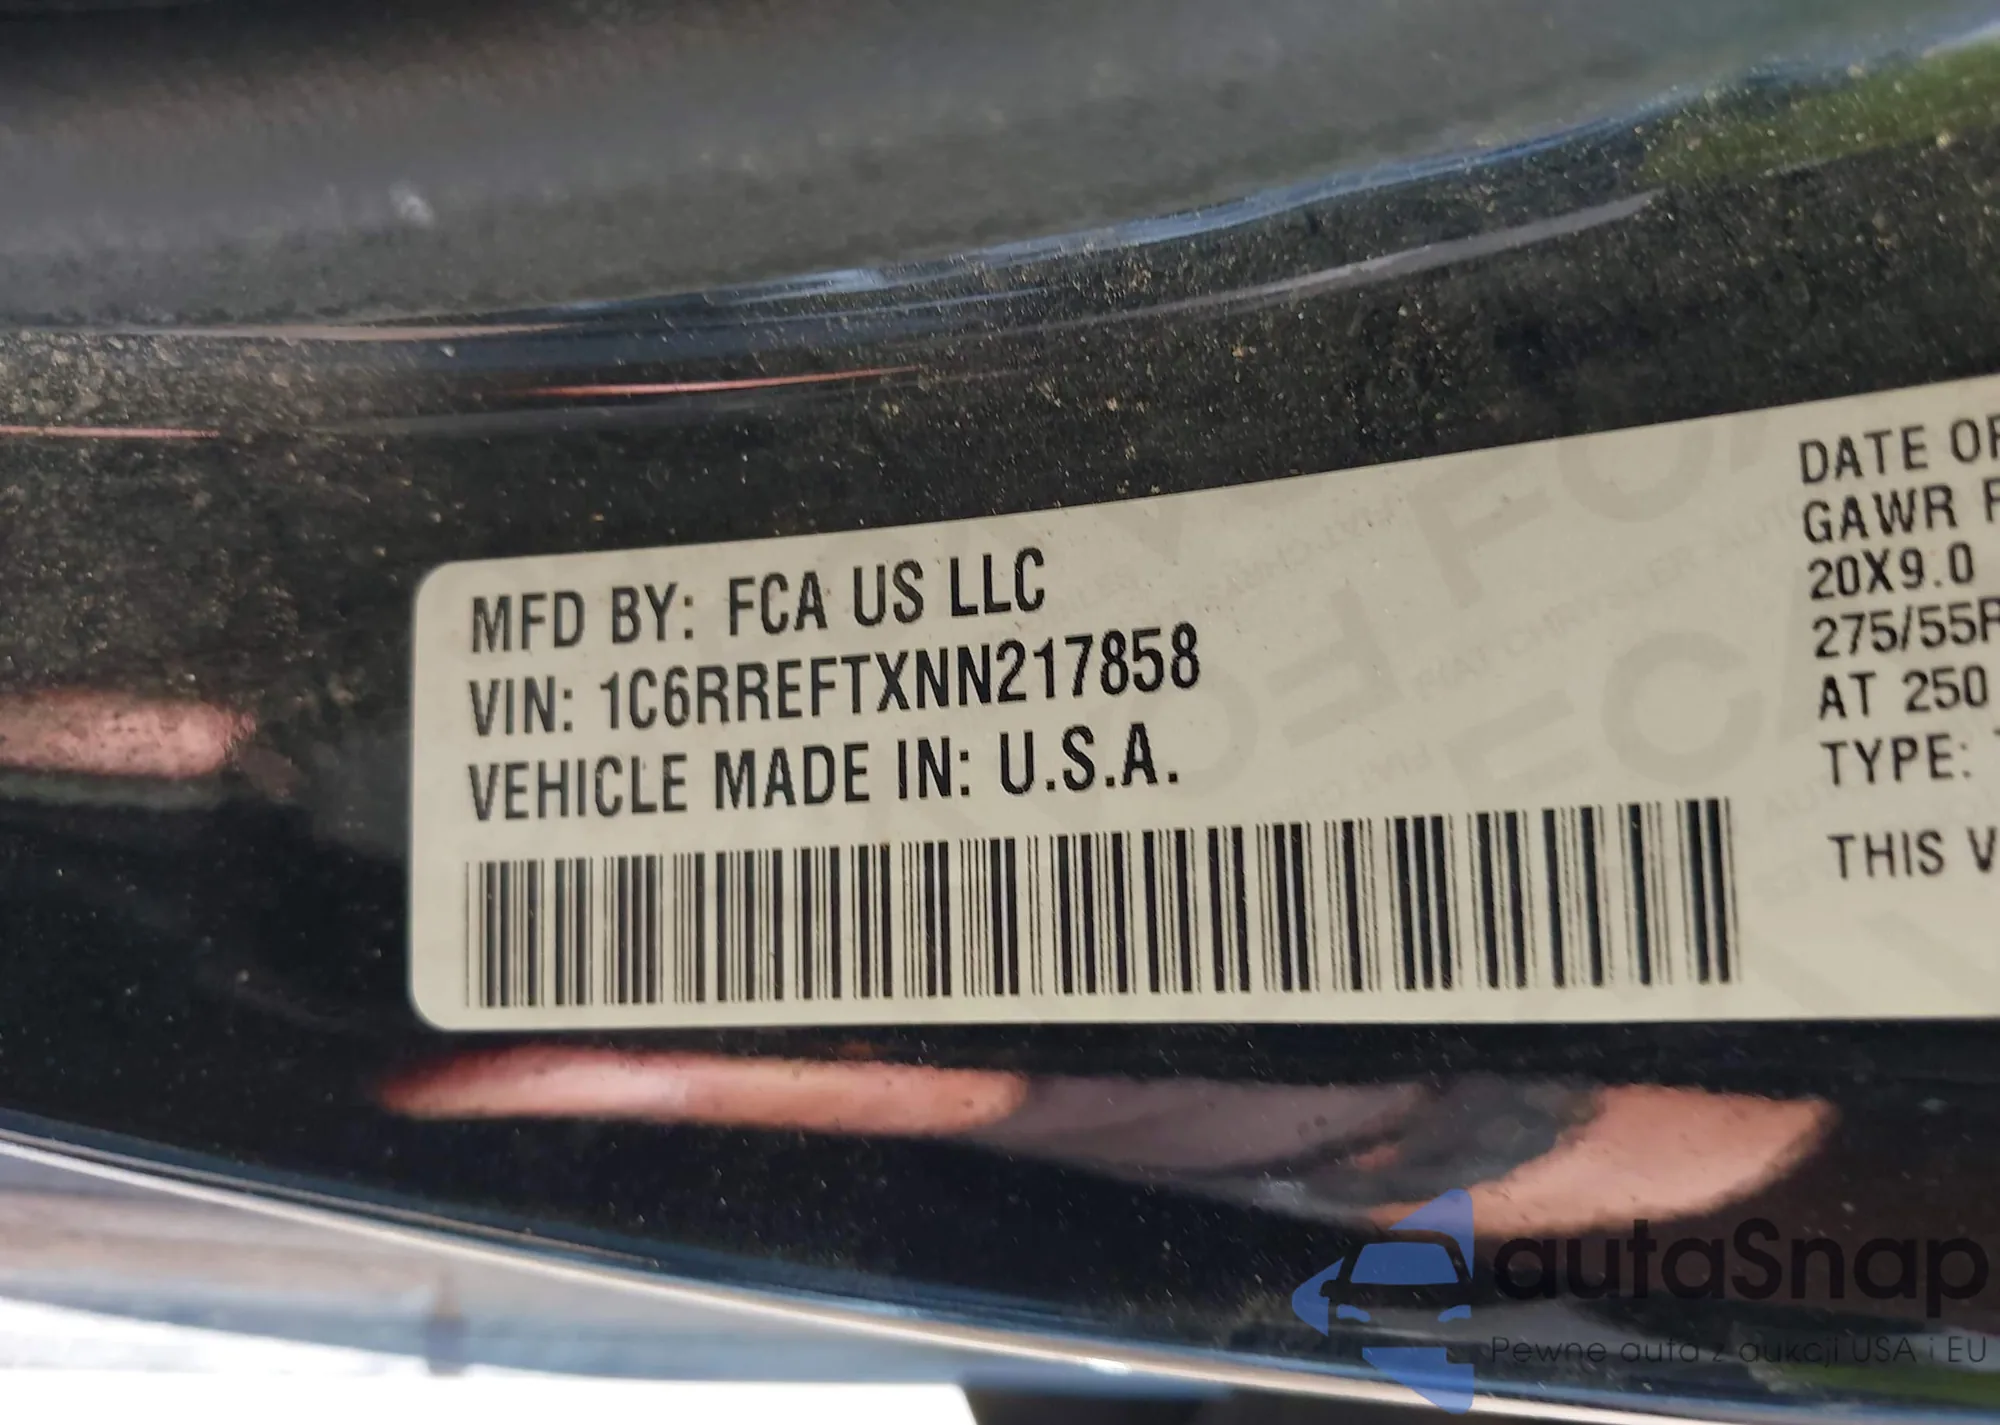 MFD BY: FCA US LLC
VIN: 1C6RREFTXNN217858
VEHICLE MADE IN: U.S.A.
DATE OF
GAWR F
20X9.0
275/55R
AT 250
TYPE:
THIS V
autaSnap
Pewne auta z aukcji USA i EU